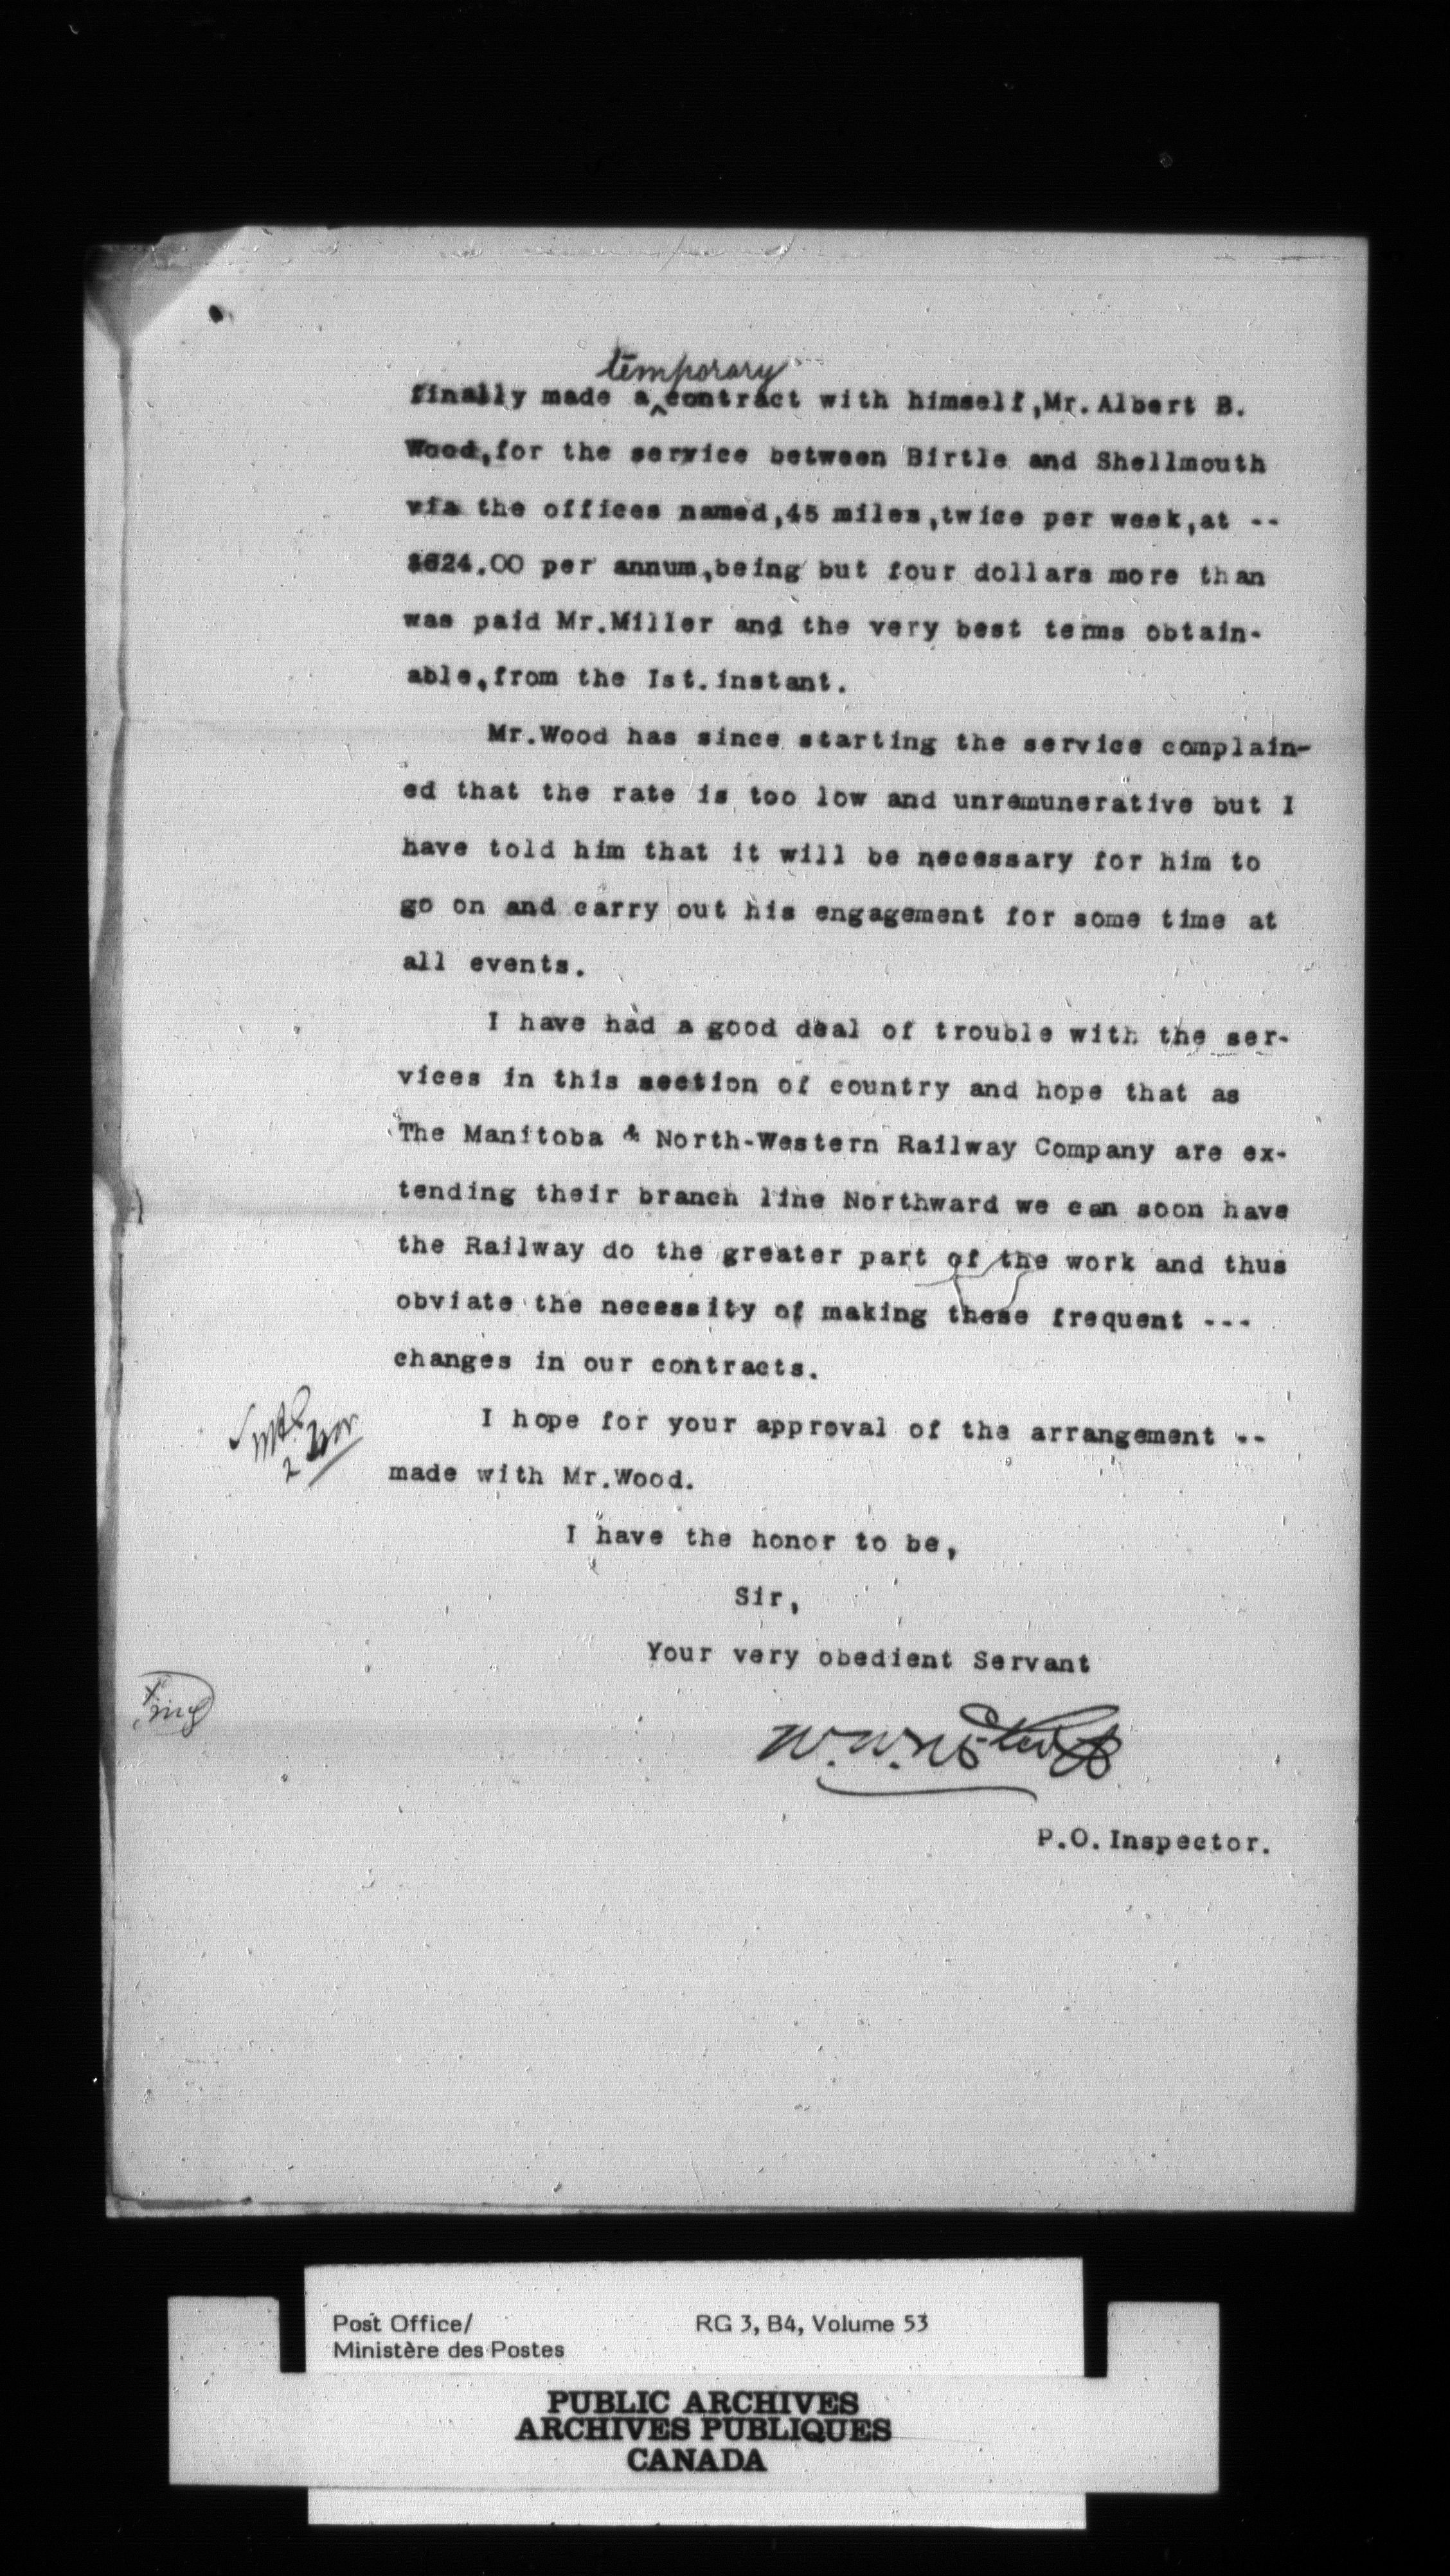 temporary
finally made a ^ contract with himself,Mr.Albert B.
Wood,for the service between Birtle and Shellmouth
via the offices named,45 miles,twice per week,at --
$624.00 per annum,being but four dollars more than
was paid Mr.Miller and the very best terms obtain-
able,from the Ist.instant.
Mr.Wood has since starting the service complain-
ed that the rate is too low and unremunerative but I
have told him that it will be necessary for him to
go on and carry out his engagement for some time at
all events.
I have had a good deal of trouble with the ser-
vices in this section of country and hope that as
The Manitoba & North-Western Railway Company are ex-
tending their branch line Northward we can soon have
the Railway do the greater part of the work and thus
obviate the necessity of making these frequent ---
changes in our contracts.
I hope for your approval of the arrangement --
made with Mr.Wood.
I have the honor to be,
Sir,
Your very obedient Servant
P.O.Inspector.
Post Office/
Ministère des Postes
RG 3, B4, Volume 53
PUBLIC ARCHIVES
ARCHIVES PUBLIQUES
CANADA